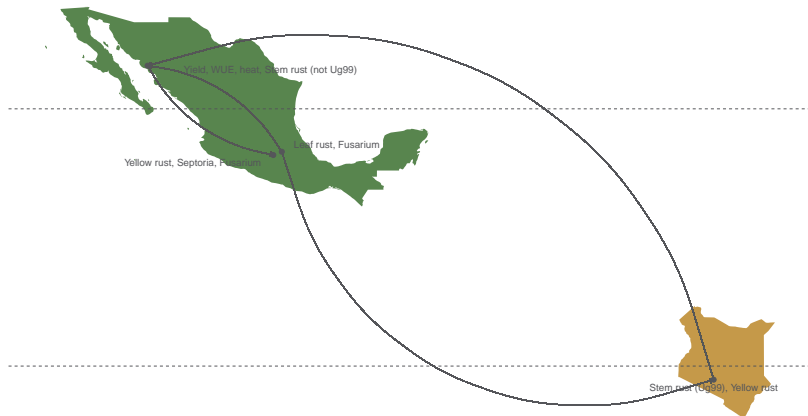 Yield, WUE, heat, Stem rust (not Ug99)
Leaf rust, Fusarium
Yellow rust, Septoria, Fusarium
Stem rust (Ug99), Yellow rust